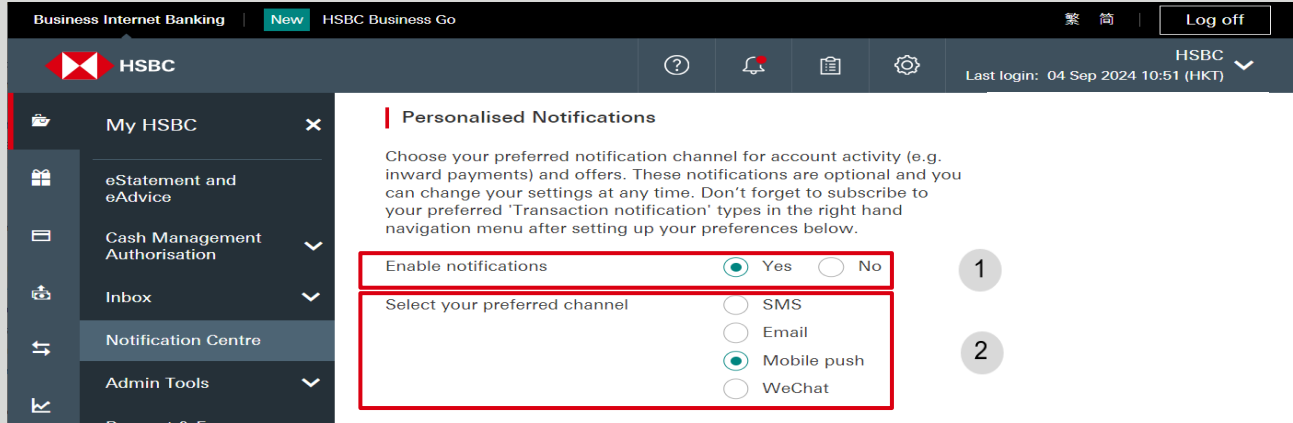 Business Internet Banking
New HSBC Business Go
繁 简
Log off
HSBC
HSBC
Last login: 04 Sep 2024 10:51 (HKT)
My HSBC
eStatement and
eAdvice
Cash Management
Authorisation
Inbox
Notification Centre
Admin Tools
Personalised Notifications
Choose your preferred notification channel for account activity (e.g.
inward payments) and offers. These notifications are optional and you
can change your settings at any time. Don't forget to subscribe to
your preferred 'Transaction notification' types in the right hand
navigation menu after setting up your preferences below.
Enable notifications Yes No
1
Select your preferred channel SMS
Email
Mobile push
WeChat
2